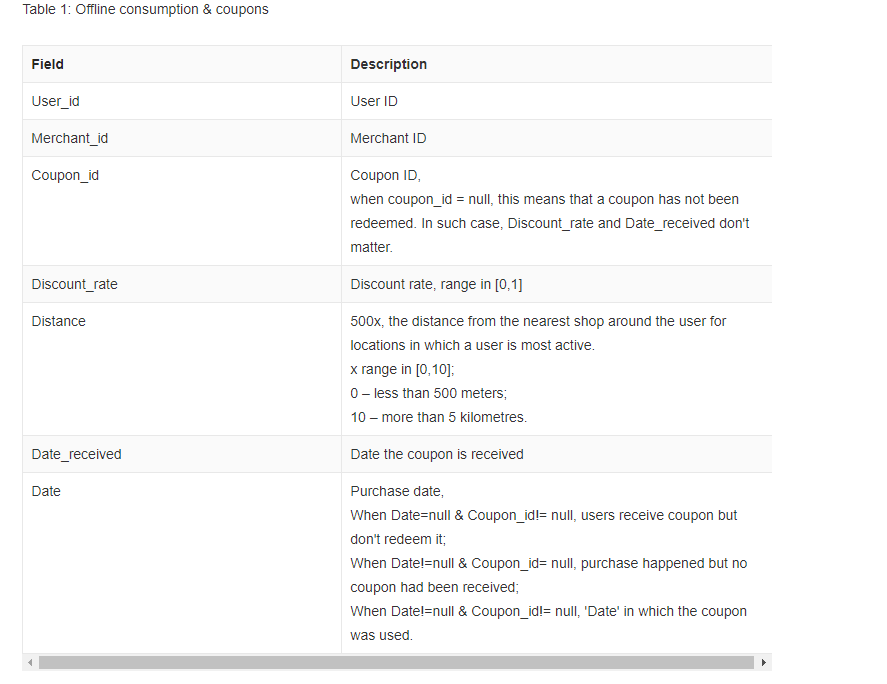 Table 1: Offline consumption & coupons
Field Description
User_id User ID
Merchant_id Merchant ID
Coupon_id Coupon ID,
when coupon_id = null, this means that a coupon has not been
redeemed. In such case, Discount_rate and Date_received don't
matter.
Discount_rate Discount rate, range in [0,1]
Distance 500x, the distance from the nearest shop around the user for
locations in which a user is most active.
x range in [0,10];
0 – less than 500 meters;
10 – more than 5 kilometres.
Date_received Date the coupon is received
Date Purchase date,
When Date=null & Coupon_id!= null, users receive coupon but
don't redeem it;
When Date!=null & Coupon_id= null, purchase happened but no
coupon had been received;
When Date!=null & Coupon_id!= null, 'Date' in which the coupon
was used.